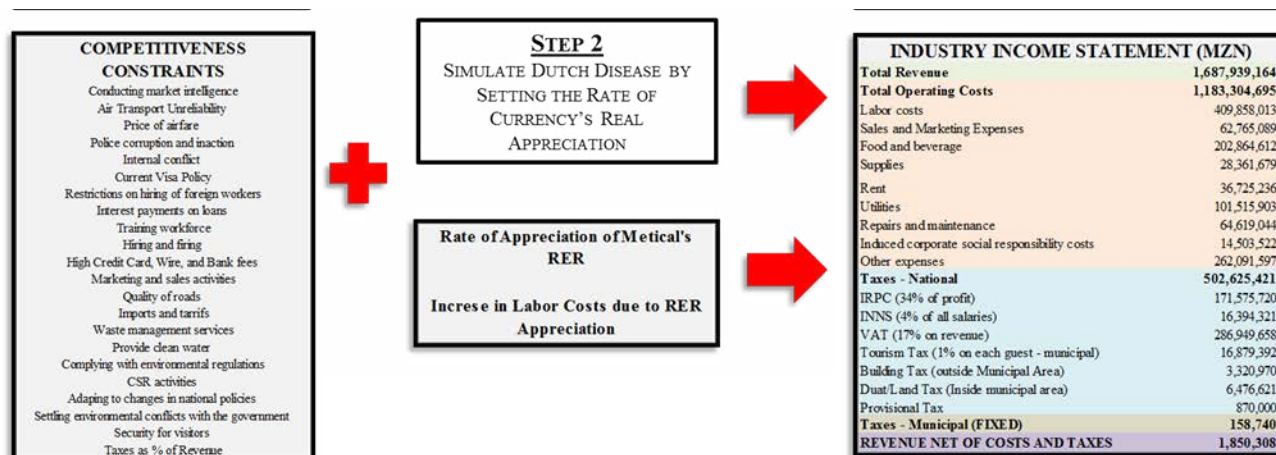 COMPETITIVENESS
CONSTRAINTS
Conducting market intelligence
Air Transport Unreliability
Price of airfare
Police corruption and inaction
Internal conflict
Current Visa Policy
Restrictions on hiring of foreign workers
Interest payments on loans
Training workforce
Hiring and firing
High Credit Card, Wire, and Bank fees
Marketing and sales activities
Quality of roads
Imports and tarrifs
Waste management services
Provide clean water
Complying with environmental regulations
CSR activities
Adaping to changes in national policies
Settling environmental conflicts with the government
Security for visitors
Taxes as % of Revenue
STEP 2
SIMULATE DUTCH DISEASE BY
SETTING THE RATE OF
CURRENCY'S REAL
APPRECIATION
Rate of Appreciation of Metical's
RER
Increse in Labor Costs due to RER
Appreciation
INDUSTRY INCOME STATEMENT (MZN)
Total Revenue 1,687,939,164
Total Operating Costs 1,183,304,695
Labor costs 409,858,013
Sales and Marketing Expenses 62,765,089
Food and beverage 202,864,612
Supplies 28,361,679
Rent 36,725,236
Utilities 101,515,903
Repairs and maintenance 64,619,044
Induced corporate social responsibility costs 14,503,522
Other expenses 262,091,597
Taxes - National 502,625,421
IRPC (34% of profit) 171,575,720
INNS (4% of all salaries) 16,394,321
VAT (17% on revenue) 286,949,658
Tourism Tax (1% on each guest - municipal) 16,879,392
Building Tax (outside Municipal Area) 3,320,970
Duat/Land Tax (Inside municipal area) 6,476,621
Provisional Tax 870,000
Taxes - Municipal (FIXED) 158,740
REVENUE NET OF COSTS AND TAXES 1,850,308